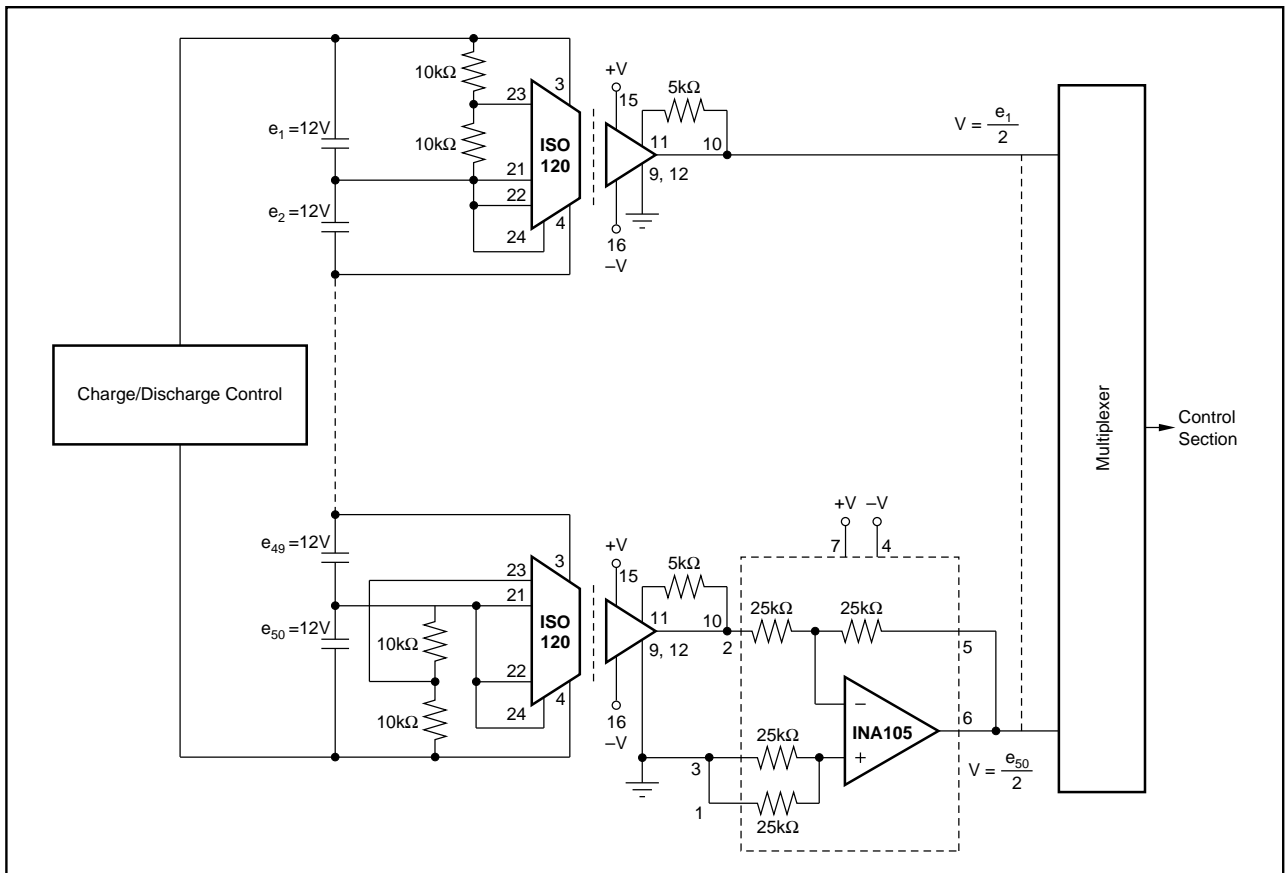 10kΩ
3
+V
15
5kΩ
23
e1 =12V
10kΩ
ISO
120
11
10
V = e1/2
21
9, 12
22
e2 =12V
24
4
16
–V
Charge/Discharge Control
Multiplexer
Control
Section
e49 =12V
3
+V
15
5kΩ
+V
–V
7
4
23
21
11
10
25kΩ
25kΩ
ISO
120
2
5
e50 =12V
10kΩ
9, 12
22
4
10kΩ
24
16
–V
–
INA105
6
+
25kΩ
3
V = e50/2
1
25kΩ